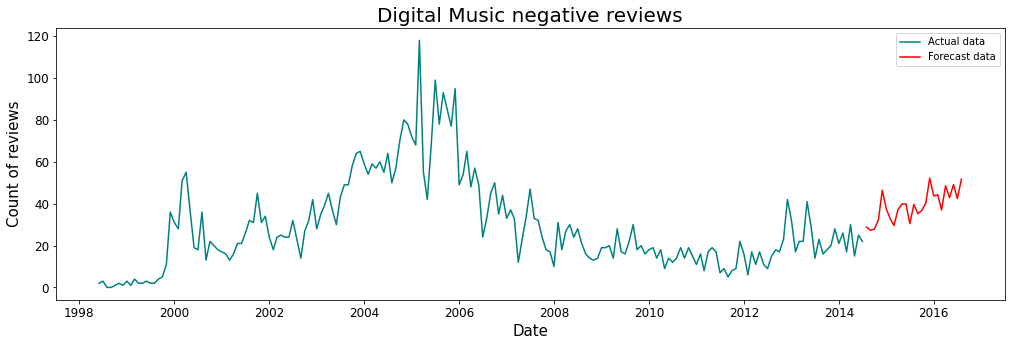 Digital Music negative reviews
Actual data
Forecast data
Count of reviews
120
100
80
60
40
20
0
1998 2000 2002 2004 2006 2008 2010 2012 2014 2016
Date